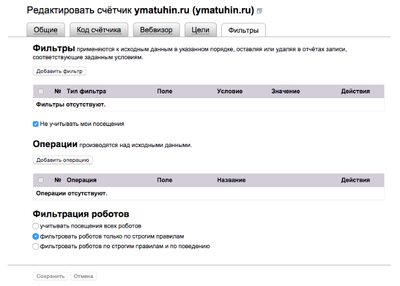 Редактировать счётчик ymatuhin.ru (ymatuhin.ru)
Общие Код счётчика Вебвизор Цели Фильтры
Фильтры применяются к исходным данным в указанном порядке, оставляя или удаляя в отчётах записи,
соответствующие заданным условиям.
Добавить фильтр
№ Тип фильтра Поле Условие Значение Действия
Фильтры отсутствуют.
Не учитывать мои посещения
Операции производятся над исходными данными.
Добавить операцию
№ Операция Поле Название Действия
Операции отсутствуют.
Фильтрация роботов
учитывать посещения всех роботов
фильтровать роботов только по строгим правилам
фильтровать роботов по строгим правилам и по поведению
Сохранить Отмена